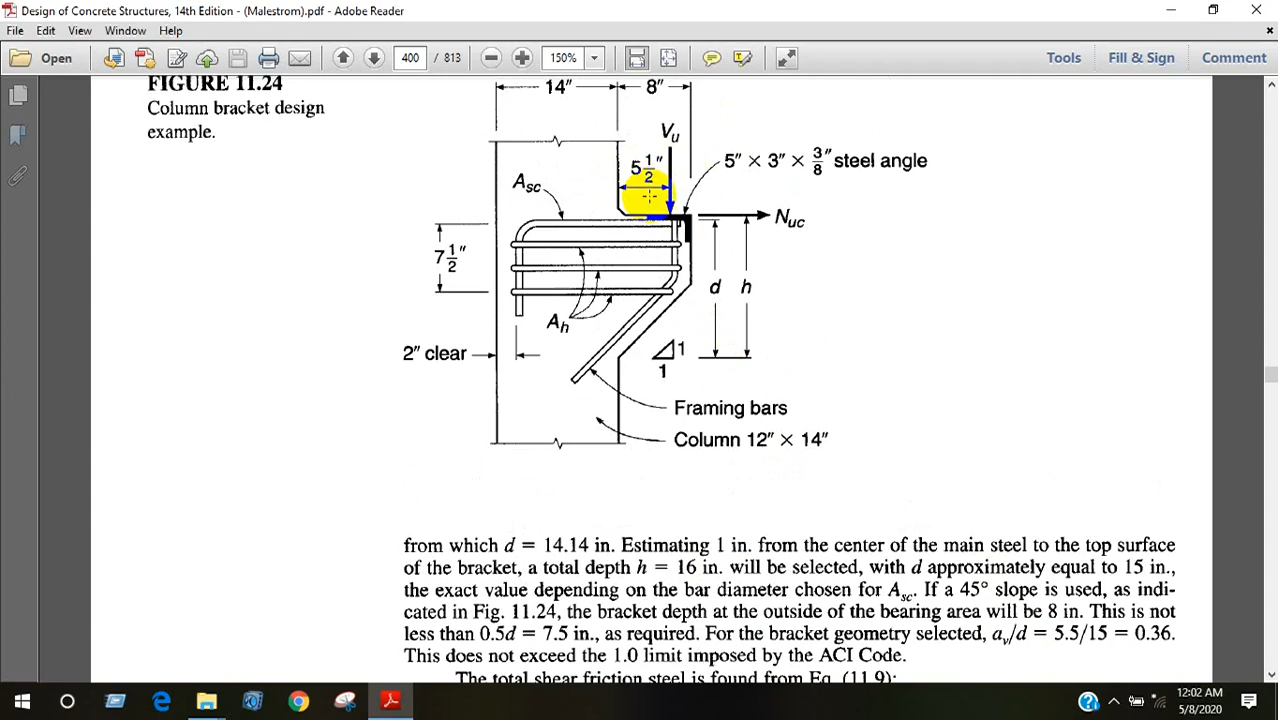 Design of Concrete Structures, 14th Edition - (Malestrom).pdf - Adobe Reader
File Edit View Window Help
Open 400 / 813 150% Tools Fill & Sign Comment
FIGURE 11.24
Column bracket design
example.
14" 8"
Vu
5 1/2"
5" × 3" × 3/8" steel angle
Asc
Nuc
7 1/2"
d h
Ah
2" clear
1
1
Framing bars
Column 12" × 14"
from which d = 14.14 in. Estimating 1 in. from the center of the main steel to the top surface
of the bracket, a total depth h = 16 in. will be selected, with d approximately equal to 15 in.,
the exact value depending on the bar diameter chosen for Asc. If a 45° slope is used, as indi-
cated in Fig. 11.24, the bracket depth at the outside of the bearing area will be 8 in. This is not
less than 0.5d = 7.5 in., as required. For the bracket geometry selected, av/d = 5.5/15 = 0.36.
This does not exceed the 1.0 limit imposed by the ACI Code.
The total shear friction steel is found from Eq. (11.9):
12:02 AM
5/8/2020